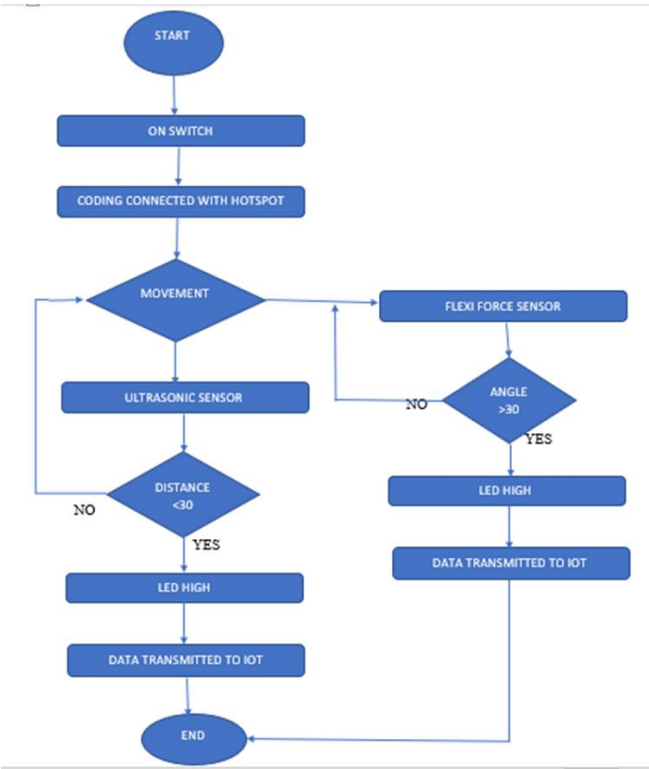 START
ON SWITCH
CODING CONNECTED WITH HOTSPOT
MOVEMENT
FLEXI FORCE SENSOR
ULTRASONIC SENSOR
ANGLE
>30
NO
YES
DISTANCE
<30
NO
YES
LED HIGH
DATA TRANSMITTED TO IOT
LED HIGH
DATA TRANSMITTED TO IOT
END